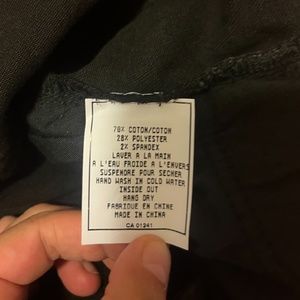 70% COTON/COTTON
28% POLYESTER
2% SPANDEX
LAVER A LA MAIN
A L'EAU FROIDE A L'ENVERS
SUSPENDRE POUR SECHER
HAND WASH IN COLD WATER
INSIDE OUT
HANG DRY
FABRIQUE EN CHINE
MADE IN CHINA
CA 01241